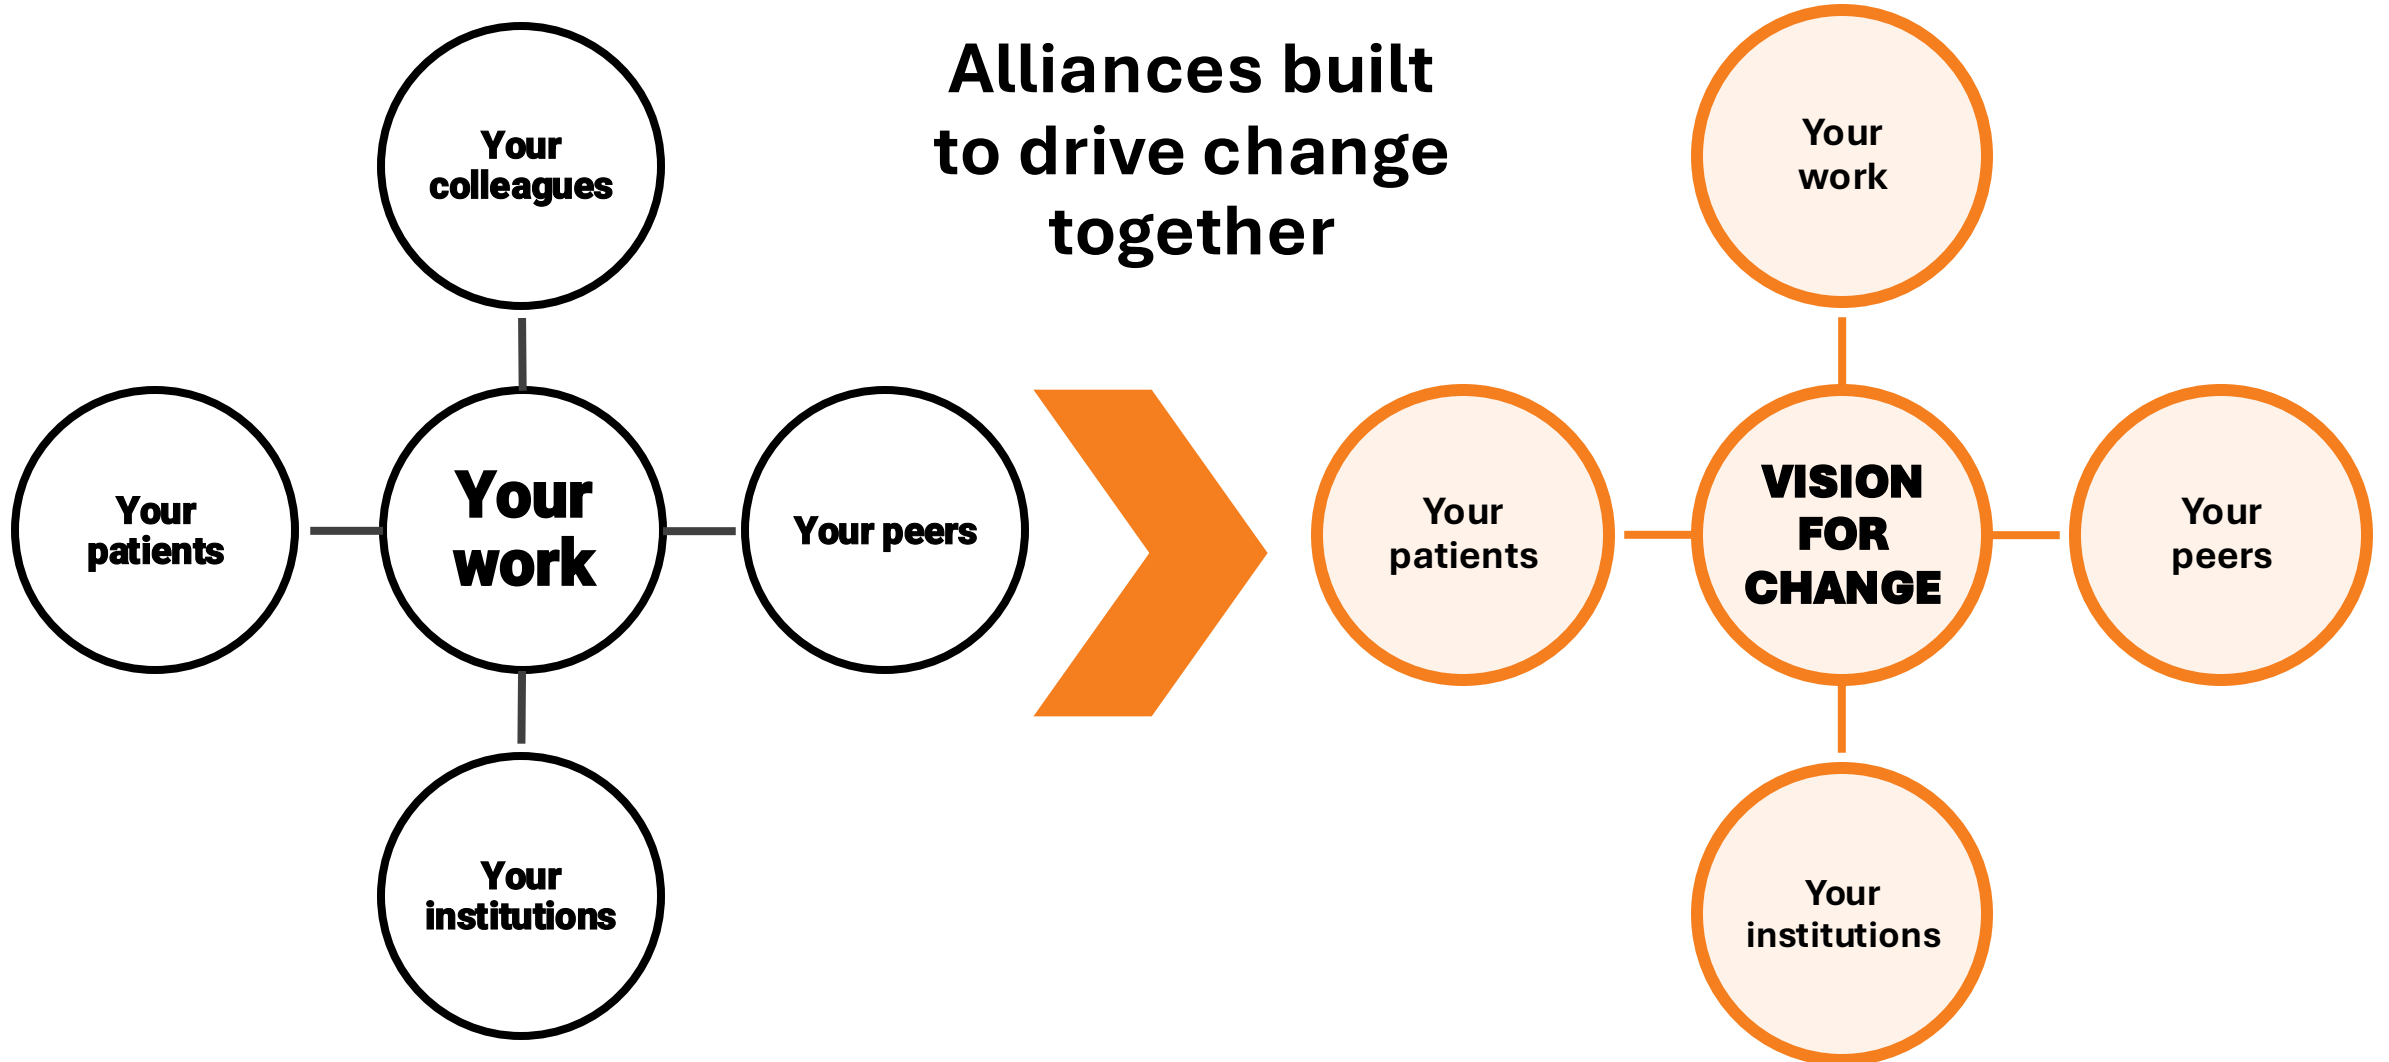 Alliances built
to drive change
together
Your
colleagues
Your
patients
Your
work
Your peers
Your
institutions
Your
work
Your
patients
VISION
FOR
CHANGE
Your
peers
Your
institutions